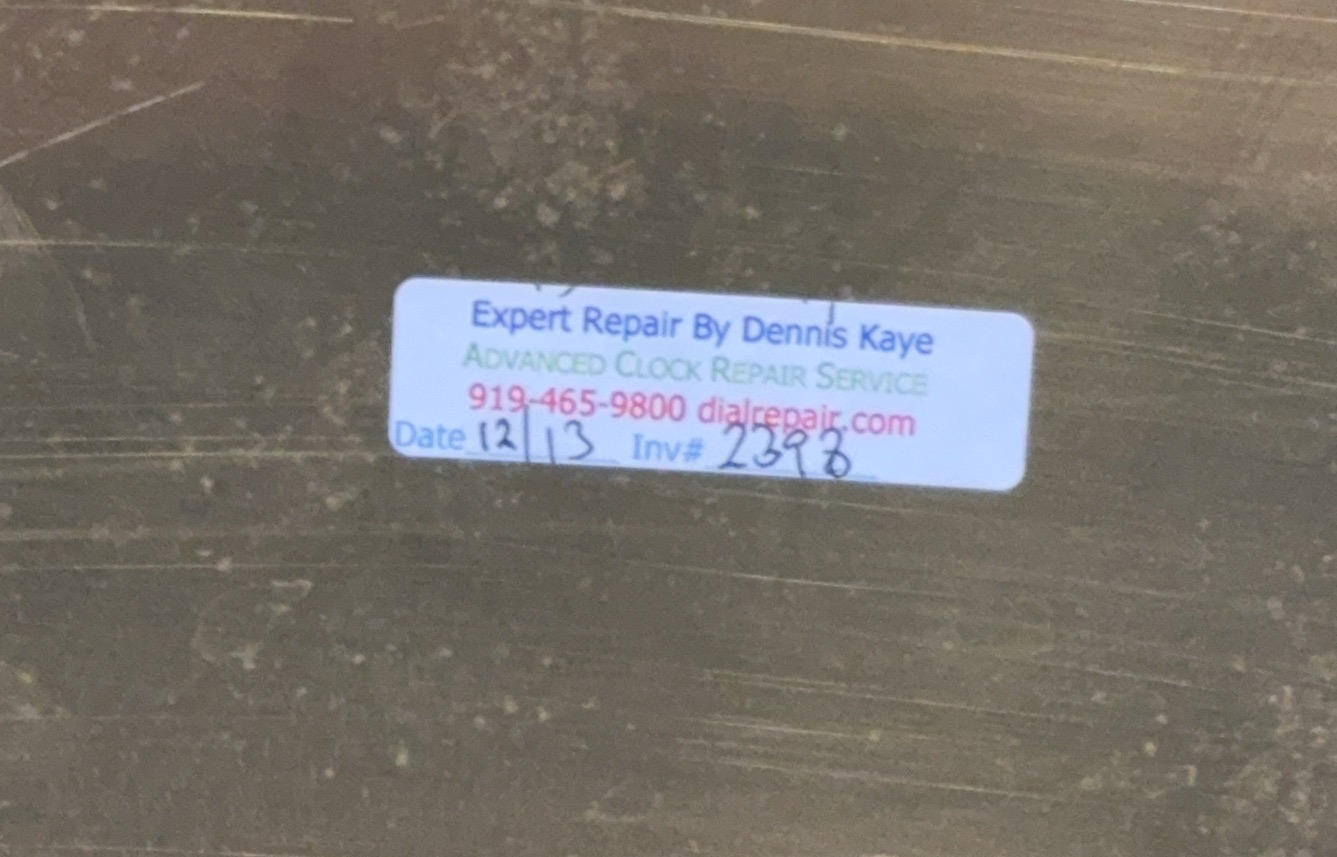 Expert Repair By Dennis Kaye
ADVANCED CLOCK REPAIR SERVICE
919-465-9800 dialrepair.com
Date 12/13 Inv# 2398